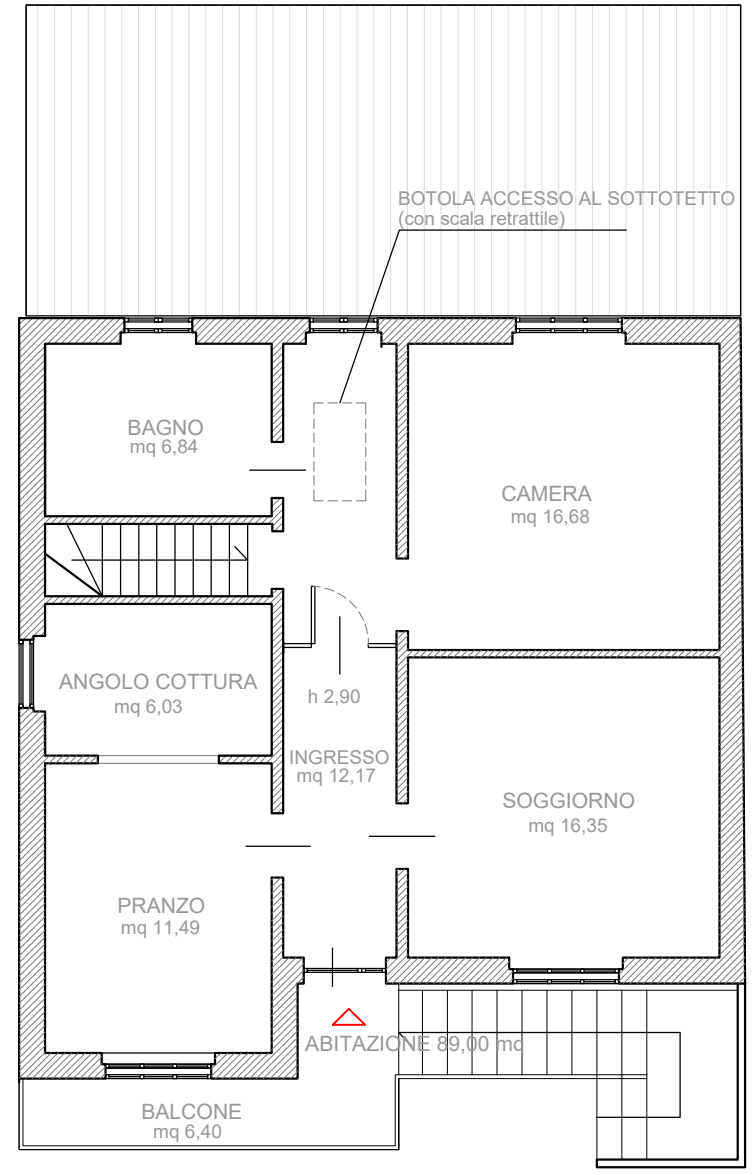 BOTOLA ACCESSO AL SOTTOTETTO
(con scala retrattile)
BAGNO
mq 6,84
CAMERA
mq 16,68
ANGOLO COTTURA
mq 6,03
h 2,90
INGRESSO
mq 12,17
SOGGIORNO
mq 16,35
PRANZO
mq 11,49
ABITAZIONE 89,00 mq
BALCONE
mq 6,40